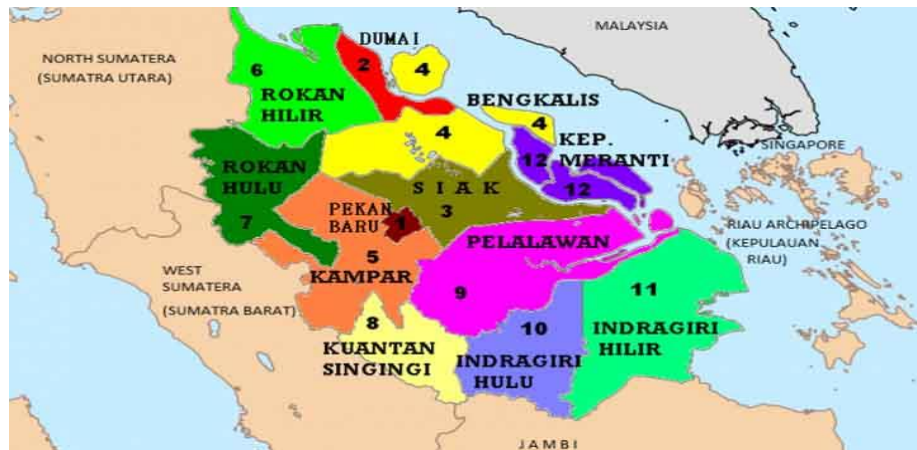 MALAYSIA
DUMAI
NORTH SUMATERA
(SUMATRA UTARA)
6
2
4
ROKAN
HILIR
BENGKALIS
4
4
KEP.
MERANTI
SINGAPORE
12
ROKAN
HULU
SIAK
12
PEKAN
BARU
1
3
7
PELALAWAN
RIAU ARCHIPELAGO
(KEPULAUAN
RIAU)
5
KAMPAR
WEST
SUMATERA
(SUMATRA BARAT)
9
11
8
10
KUANTAN
SINGINGI
INDRAGIRI
HILIR
INDRAGIRI
HULU
JAMBI